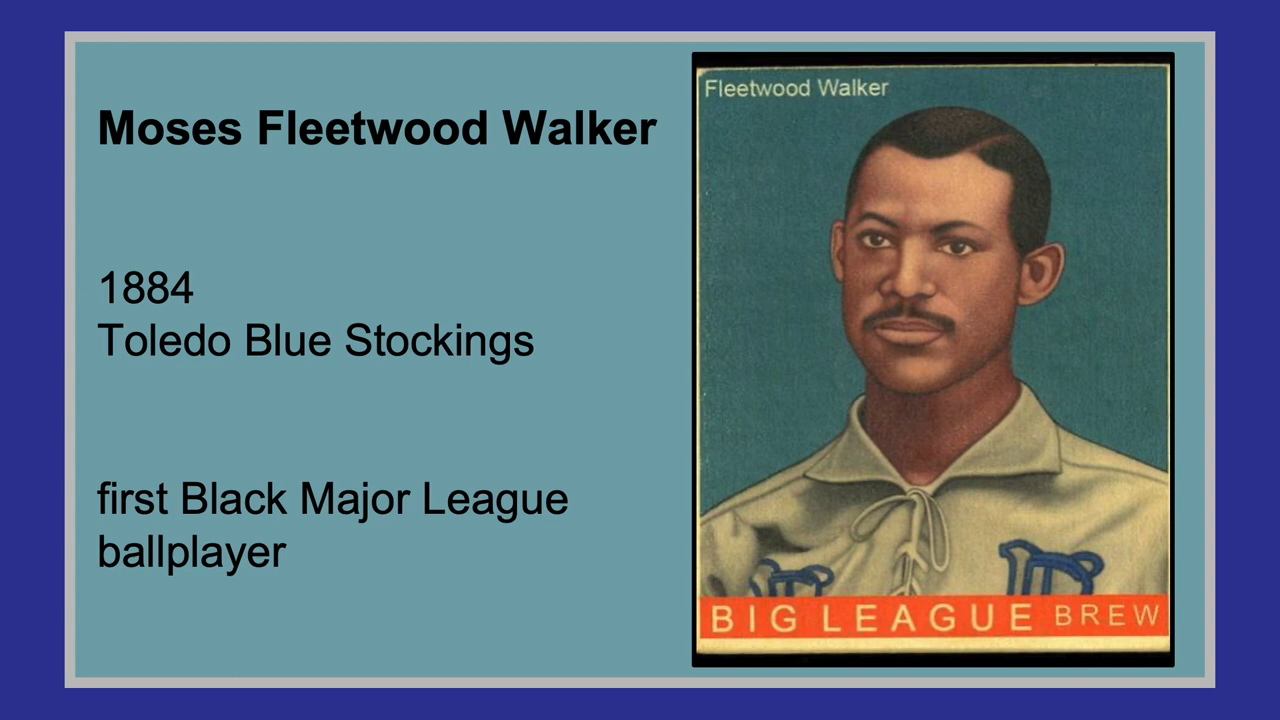 Moses Fleetwood Walker
1884
Toledo Blue Stockings
first Black Major League
ballplayer
Fleetwood Walker
BIG LEAGUE BREW